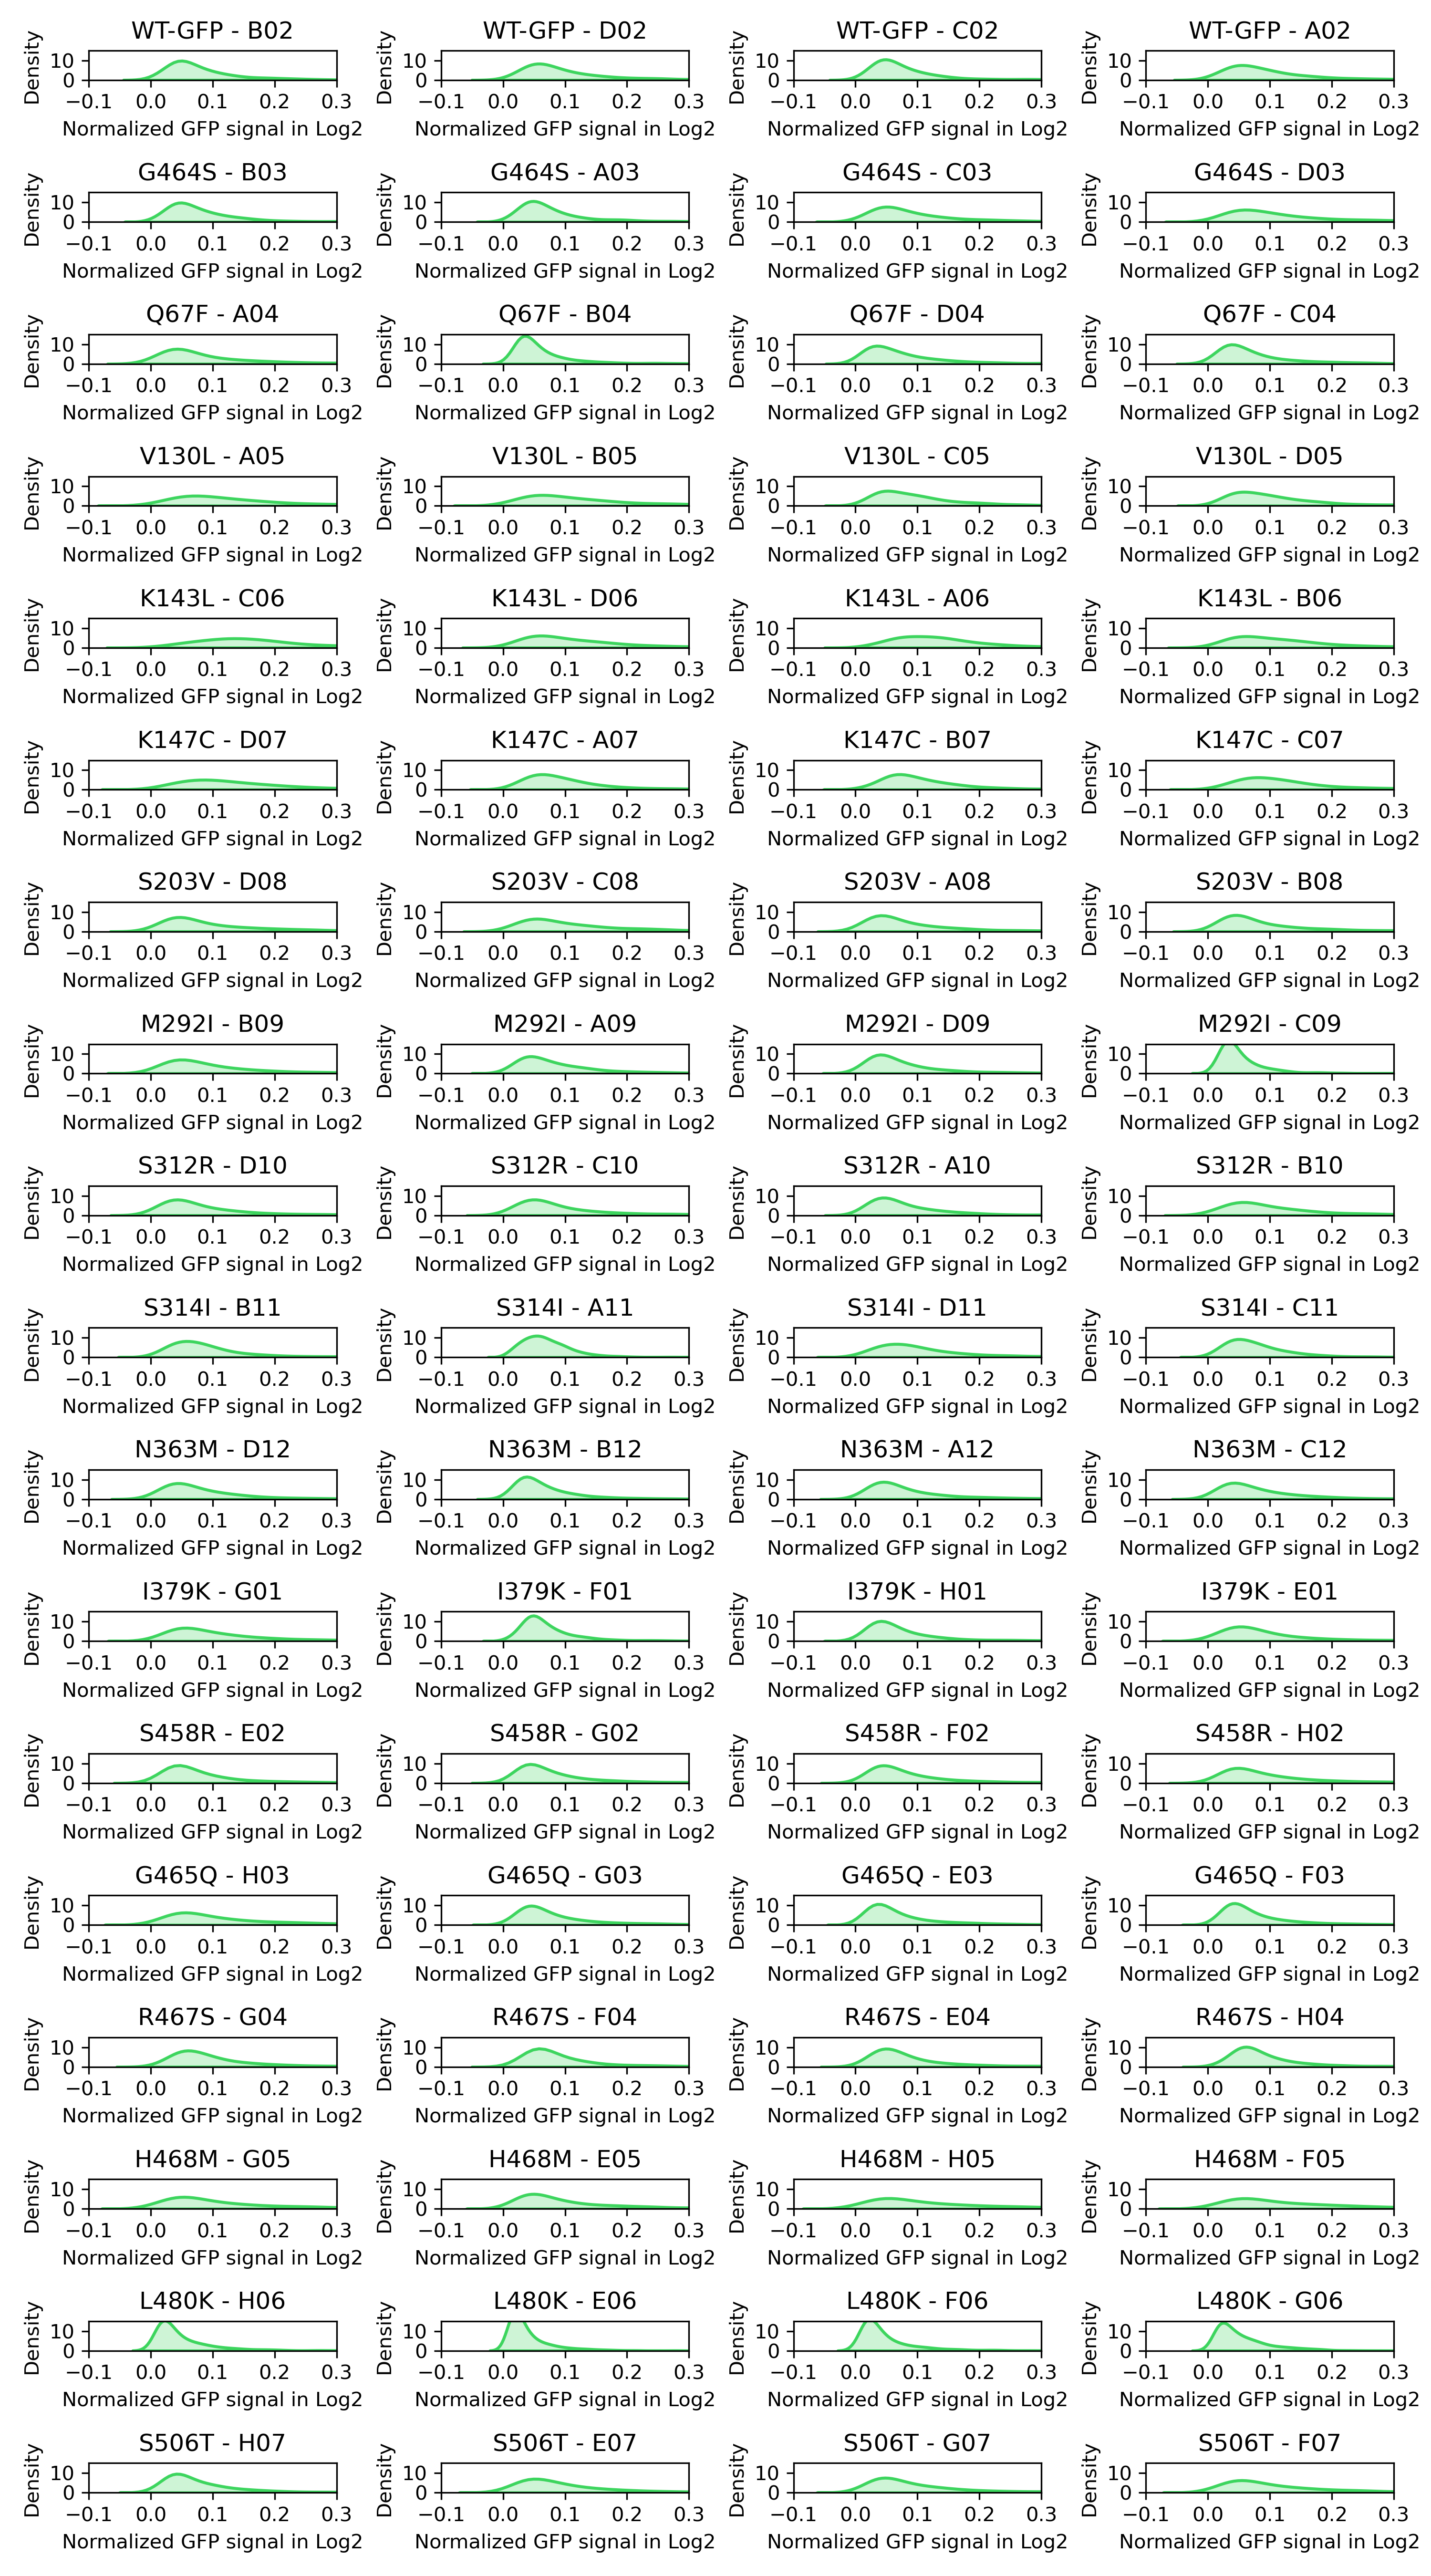 WT-GFP - B02 WT-GFP - D02 WT-GFP - C02 WT-GFP - A02
Density 10 0 Density 10 0 Density 10 0 Density 10 0
−0.1 0.0 0.1 0.2 0.3 −0.1 0.0 0.1 0.2 0.3 −0.1 0.0 0.1 0.2 0.3 −0.1 0.0 0.1 0.2 0.3
Normalized GFP signal in Log2 Normalized GFP signal in Log2 Normalized GFP signal in Log2 Normalized GFP signal in Log2
G464S - B03 G464S - A03 G464S - C03 G464S - D03
Density 10 0 Density 10 0 Density 10 0 Density 10 0
−0.1 0.0 0.1 0.2 0.3 −0.1 0.0 0.1 0.2 0.3 −0.1 0.0 0.1 0.2 0.3 −0.1 0.0 0.1 0.2 0.3
Normalized GFP signal in Log2 Normalized GFP signal in Log2 Normalized GFP signal in Log2 Normalized GFP signal in Log2
Q67F - A04 Q67F - B04 Q67F - D04 Q67F - C04
Density 10 0 Density 10 0 Density 10 0 Density 10 0
−0.1 0.0 0.1 0.2 0.3 −0.1 0.0 0.1 0.2 0.3 −0.1 0.0 0.1 0.2 0.3 −0.1 0.0 0.1 0.2 0.3
Normalized GFP signal in Log2 Normalized GFP signal in Log2 Normalized GFP signal in Log2 Normalized GFP signal in Log2
V130L - A05 V130L - B05 V130L - C05 V130L - D05
Density 10 0 Density 10 0 Density 10 0 Density 10 0
−0.1 0.0 0.1 0.2 0.3 −0.1 0.0 0.1 0.2 0.3 −0.1 0.0 0.1 0.2 0.3 −0.1 0.0 0.1 0.2 0.3
Normalized GFP signal in Log2 Normalized GFP signal in Log2 Normalized GFP signal in Log2 Normalized GFP signal in Log2
K143L - C06 K143L - D06 K143L - A06 K143L - B06
Density 10 0 Density 10 0 Density 10 0 Density 10 0
−0.1 0.0 0.1 0.2 0.3 −0.1 0.0 0.1 0.2 0.3 −0.1 0.0 0.1 0.2 0.3 −0.1 0.0 0.1 0.2 0.3
Normalized GFP signal in Log2 Normalized GFP signal in Log2 Normalized GFP signal in Log2 Normalized GFP signal in Log2
K147C - D07 K147C - A07 K147C - B07 K147C - C07
Density 10 0 Density 10 0 Density 10 0 Density 10 0
−0.1 0.0 0.1 0.2 0.3 −0.1 0.0 0.1 0.2 0.3 −0.1 0.0 0.1 0.2 0.3 −0.1 0.0 0.1 0.2 0.3
Normalized GFP signal in Log2 Normalized GFP signal in Log2 Normalized GFP signal in Log2 Normalized GFP signal in Log2
S203V - D08 S203V - C08 S203V - A08 S203V - B08
Density 10 0 Density 10 0 Density 10 0 Density 10 0
−0.1 0.0 0.1 0.2 0.3 −0.1 0.0 0.1 0.2 0.3 −0.1 0.0 0.1 0.2 0.3 −0.1 0.0 0.1 0.2 0.3
Normalized GFP signal in Log2 Normalized GFP signal in Log2 Normalized GFP signal in Log2 Normalized GFP signal in Log2
M292I - B09 M292I - A09 M292I - D09 M292I - C09
Density 10 0 Density 10 0 Density 10 0 Density 10 0
−0.1 0.0 0.1 0.2 0.3 −0.1 0.0 0.1 0.2 0.3 −0.1 0.0 0.1 0.2 0.3 −0.1 0.0 0.1 0.2 0.3
Normalized GFP signal in Log2 Normalized GFP signal in Log2 Normalized GFP signal in Log2 Normalized GFP signal in Log2
S312R - D10 S312R - C10 S312R - A10 S312R - B10
Density 10 0 Density 10 0 Density 10 0 Density 10 0
−0.1 0.0 0.1 0.2 0.3 −0.1 0.0 0.1 0.2 0.3 −0.1 0.0 0.1 0.2 0.3 −0.1 0.0 0.1 0.2 0.3
Normalized GFP signal in Log2 Normalized GFP signal in Log2 Normalized GFP signal in Log2 Normalized GFP signal in Log2
S314I - B11 S314I - A11 S314I - D11 S314I - C11
Density 10 0 Density 10 0 Density 10 0 Density 10 0
−0.1 0.0 0.1 0.2 0.3 −0.1 0.0 0.1 0.2 0.3 −0.1 0.0 0.1 0.2 0.3 −0.1 0.0 0.1 0.2 0.3
Normalized GFP signal in Log2 Normalized GFP signal in Log2 Normalized GFP signal in Log2 Normalized GFP signal in Log2
N363M - D12 N363M - B12 N363M - A12 N363M - C12
Density 10 0 Density 10 0 Density 10 0 Density 10 0
−0.1 0.0 0.1 0.2 0.3 −0.1 0.0 0.1 0.2 0.3 −0.1 0.0 0.1 0.2 0.3 −0.1 0.0 0.1 0.2 0.3
Normalized GFP signal in Log2 Normalized GFP signal in Log2 Normalized GFP signal in Log2 Normalized GFP signal in Log2
I379K - G01 I379K - F01 I379K - H01 I379K - E01
Density 10 0 Density 10 0 Density 10 0 Density 10 0
−0.1 0.0 0.1 0.2 0.3 −0.1 0.0 0.1 0.2 0.3 −0.1 0.0 0.1 0.2 0.3 −0.1 0.0 0.1 0.2 0.3
Normalized GFP signal in Log2 Normalized GFP signal in Log2 Normalized GFP signal in Log2 Normalized GFP signal in Log2
S458R - E02 S458R - G02 S458R - F02 S458R - H02
Density 10 0 Density 10 0 Density 10 0 Density 10 0
−0.1 0.0 0.1 0.2 0.3 −0.1 0.0 0.1 0.2 0.3 −0.1 0.0 0.1 0.2 0.3 −0.1 0.0 0.1 0.2 0.3
Normalized GFP signal in Log2 Normalized GFP signal in Log2 Normalized GFP signal in Log2 Normalized GFP signal in Log2
G465Q - H03 G465Q - G03 G465Q - E03 G465Q - F03
Density 10 0 Density 10 0 Density 10 0 Density 10 0
−0.1 0.0 0.1 0.2 0.3 −0.1 0.0 0.1 0.2 0.3 −0.1 0.0 0.1 0.2 0.3 −0.1 0.0 0.1 0.2 0.3
Normalized GFP signal in Log2 Normalized GFP signal in Log2 Normalized GFP signal in Log2 Normalized GFP signal in Log2
R467S - G04 R467S - F04 R467S - E04 R467S - H04
Density 10 0 Density 10 0 Density 10 0 Density 10 0
−0.1 0.0 0.1 0.2 0.3 −0.1 0.0 0.1 0.2 0.3 −0.1 0.0 0.1 0.2 0.3 −0.1 0.0 0.1 0.2 0.3
Normalized GFP signal in Log2 Normalized GFP signal in Log2 Normalized GFP signal in Log2 Normalized GFP signal in Log2
H468M - G05 H468M - E05 H468M - H05 H468M - F05
Density 10 0 Density 10 0 Density 10 0 Density 10 0
−0.1 0.0 0.1 0.2 0.3 −0.1 0.0 0.1 0.2 0.3 −0.1 0.0 0.1 0.2 0.3 −0.1 0.0 0.1 0.2 0.3
Normalized GFP signal in Log2 Normalized GFP signal in Log2 Normalized GFP signal in Log2 Normalized GFP signal in Log2
L480K - H06 L480K - E06 L480K - F06 L480K - G06
Density 10 0 Density 10 0 Density 10 0 Density 10 0
−0.1 0.0 0.1 0.2 0.3 −0.1 0.0 0.1 0.2 0.3 −0.1 0.0 0.1 0.2 0.3 −0.1 0.0 0.1 0.2 0.3
Normalized GFP signal in Log2 Normalized GFP signal in Log2 Normalized GFP signal in Log2 Normalized GFP signal in Log2
S506T - H07 S506T - E07 S506T - G07 S506T - F07
Density 10 0 Density 10 0 Density 10 0 Density 10 0
−0.1 0.0 0.1 0.2 0.3 −0.1 0.0 0.1 0.2 0.3 −0.1 0.0 0.1 0.2 0.3 −0.1 0.0 0.1 0.2 0.3
Normalized GFP signal in Log2 Normalized GFP signal in Log2 Normalized GFP signal in Log2 Normalized GFP signal in Log2